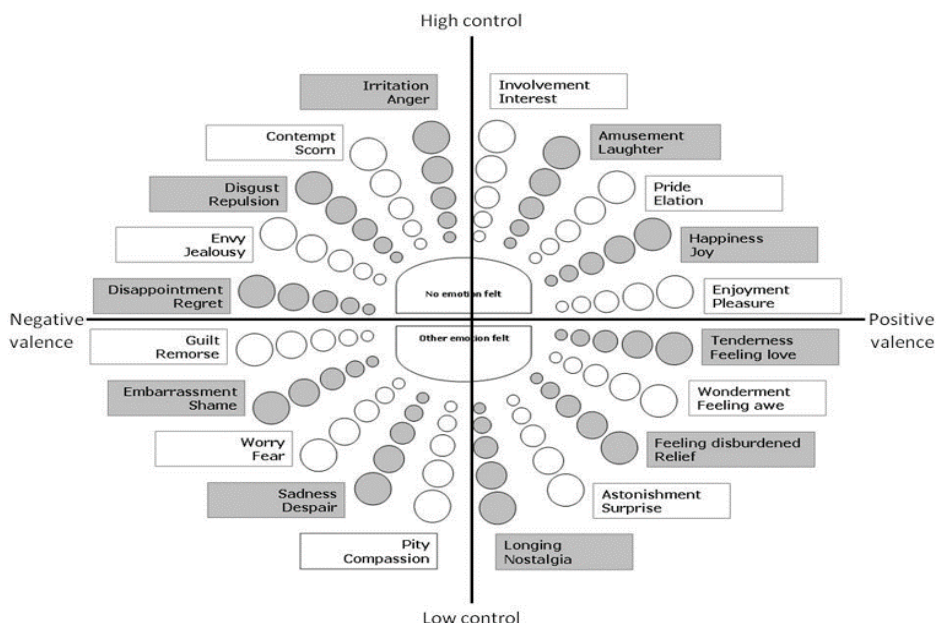 High control
Irritation
Anger
Involvement
Interest
Contempt
Scorn
Amusement
Laughter
Disgust
Repulsion
Pride
Elation
Envy
Jealousy
Happiness
Joy
Disappointment
Regret
No emotion felt
Enjoyment
Pleasure
Negative
valence
Positive
valence
Guilt
Remorse
Other emotion felt
Tenderness
Feeling love
Embarrassment
Shame
Wonderment
Feeling awe
Worry
Fear
Feeling disburdened
Relief
Sadness
Despair
Astonishment
Surprise
Pity
Compassion
Longing
Nostalgia
Low control